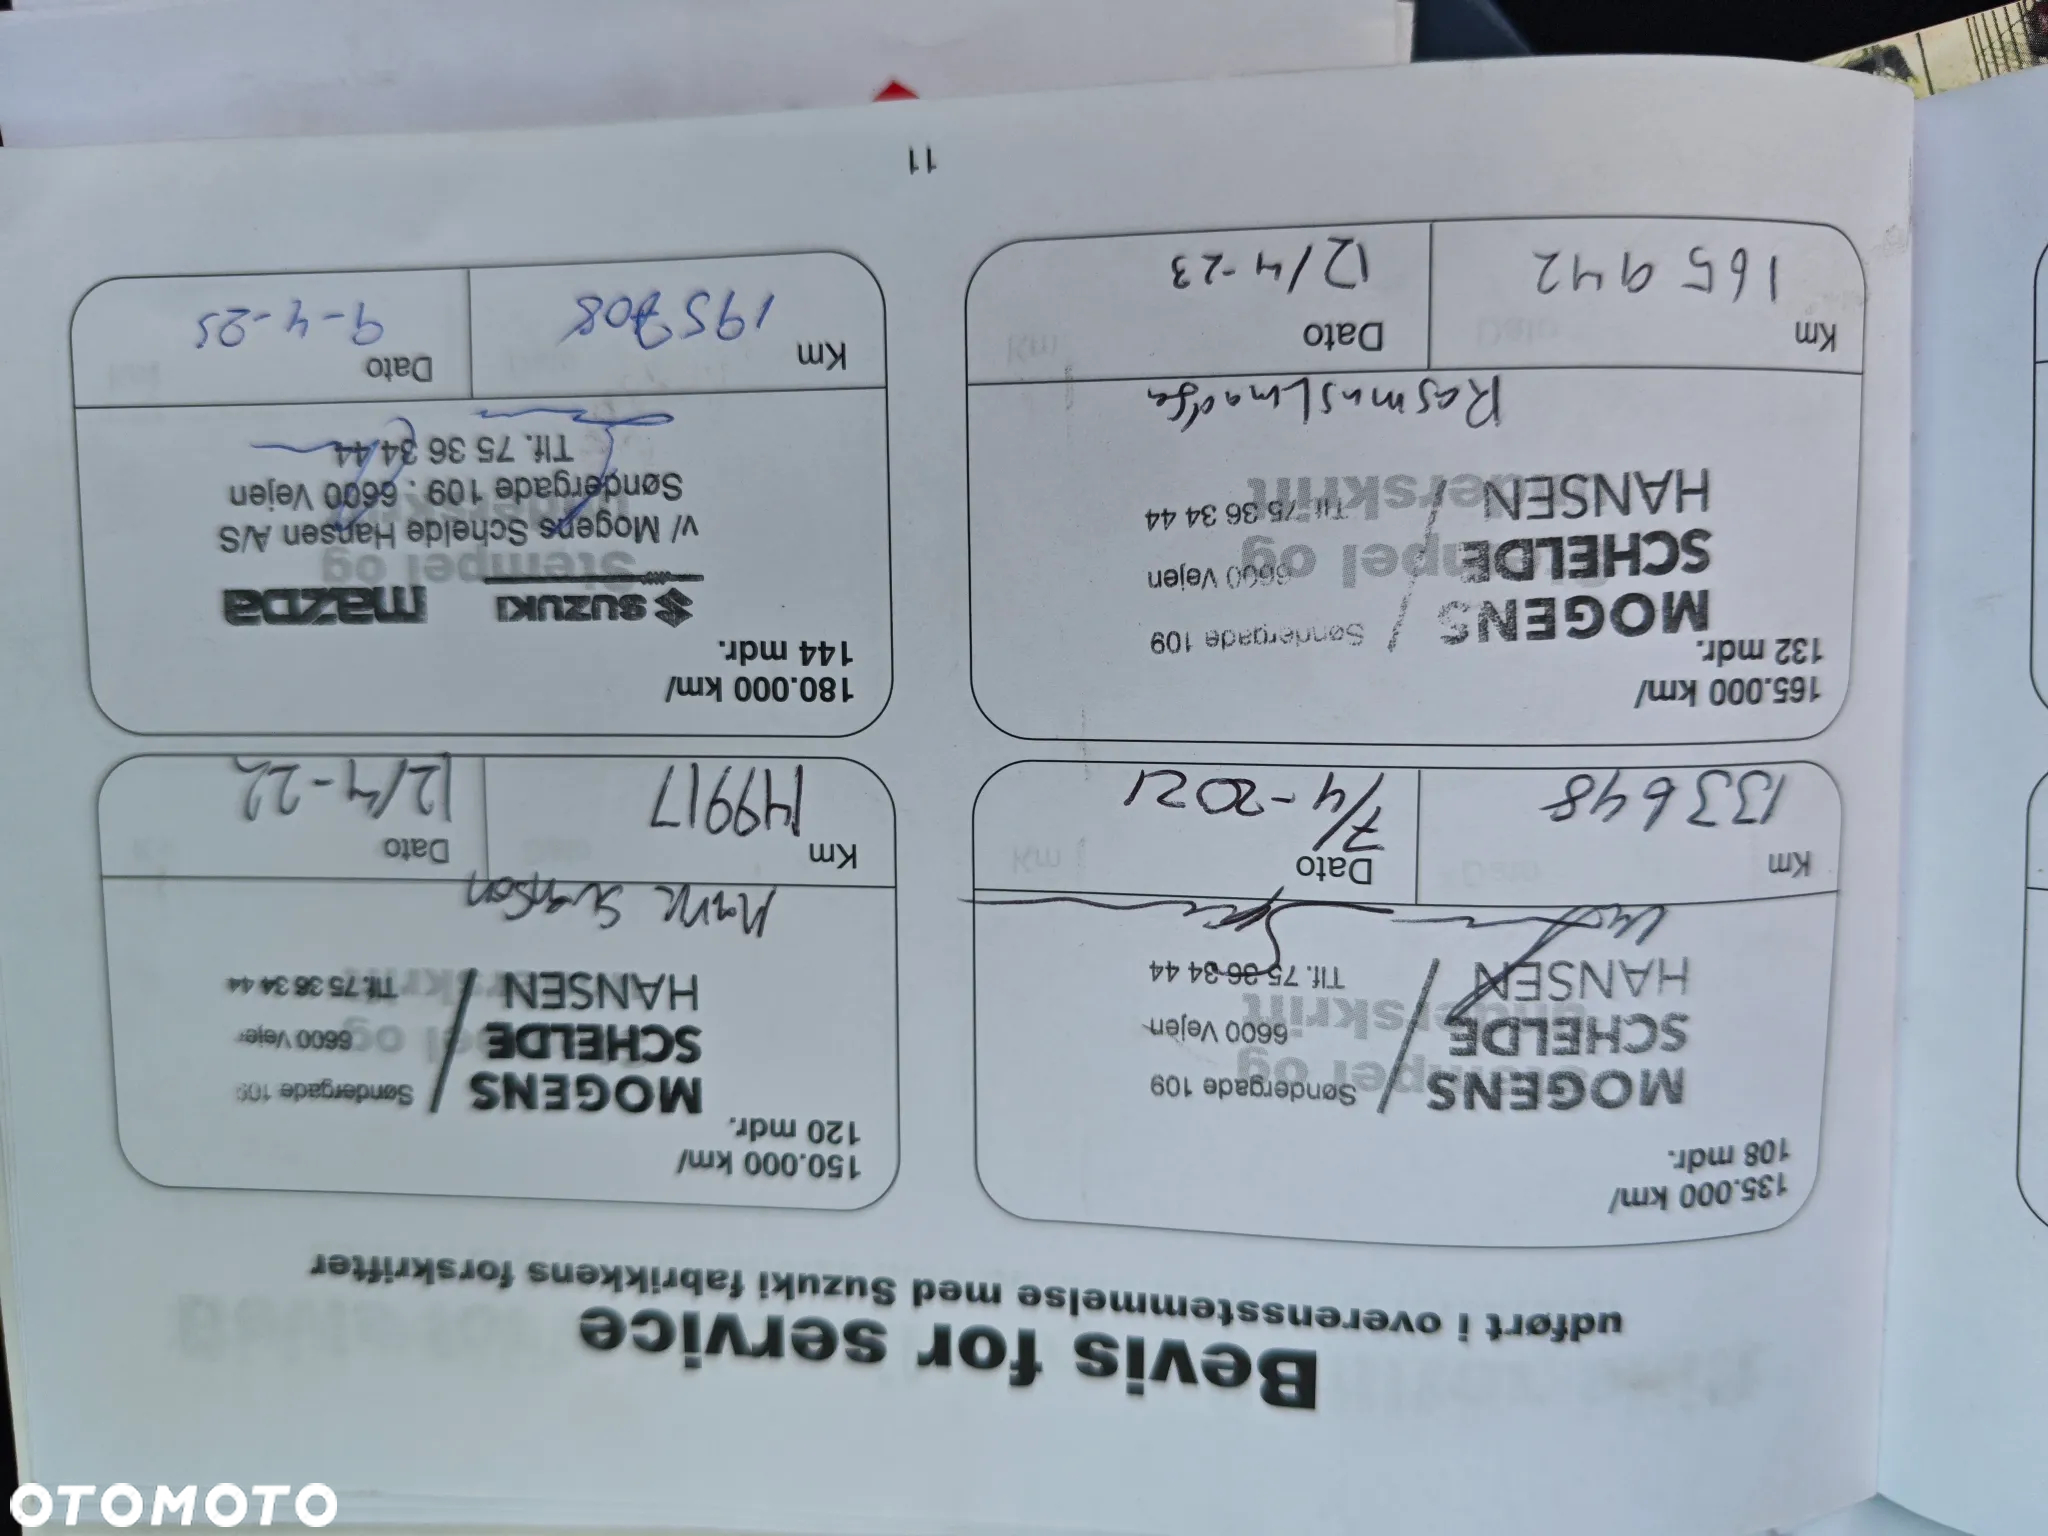 Bevis for service
udført i overensstemmelse med Suzuki fabrikkens forskrifter
135.000 km/
108 mdr.
MOGENS
SCHELDE
HANSEN
Søndergade 109
6600 Vejen
Tlf. 75 36 34 44
Km
133648
Dato
7/4-2021
150.000 km/
120 mdr.
MOGENS
SCHELDE
HANSEN
Søndergade 109
6600 Vejen
Tlf. 75 36 34 44
Km
149917
Dato
12/4-22
165.000 km/
132 mdr.
MOGENS
SCHELDE
HANSEN
Søndergade 109
6600 Vejen
Tlf. 75 36 34 44
Rasmus
Km
165942
Dato
12/4-23
180.000 km/
144 mdr.
Stempel og
SUZUKI mazda
v/ Mogens Schelde Hansen A/S
Søndergade 109 . 6600 Vejen
Tlf. 75 36 34 44
Km
195708
Dato
9-4-25
11
OTOMOTO